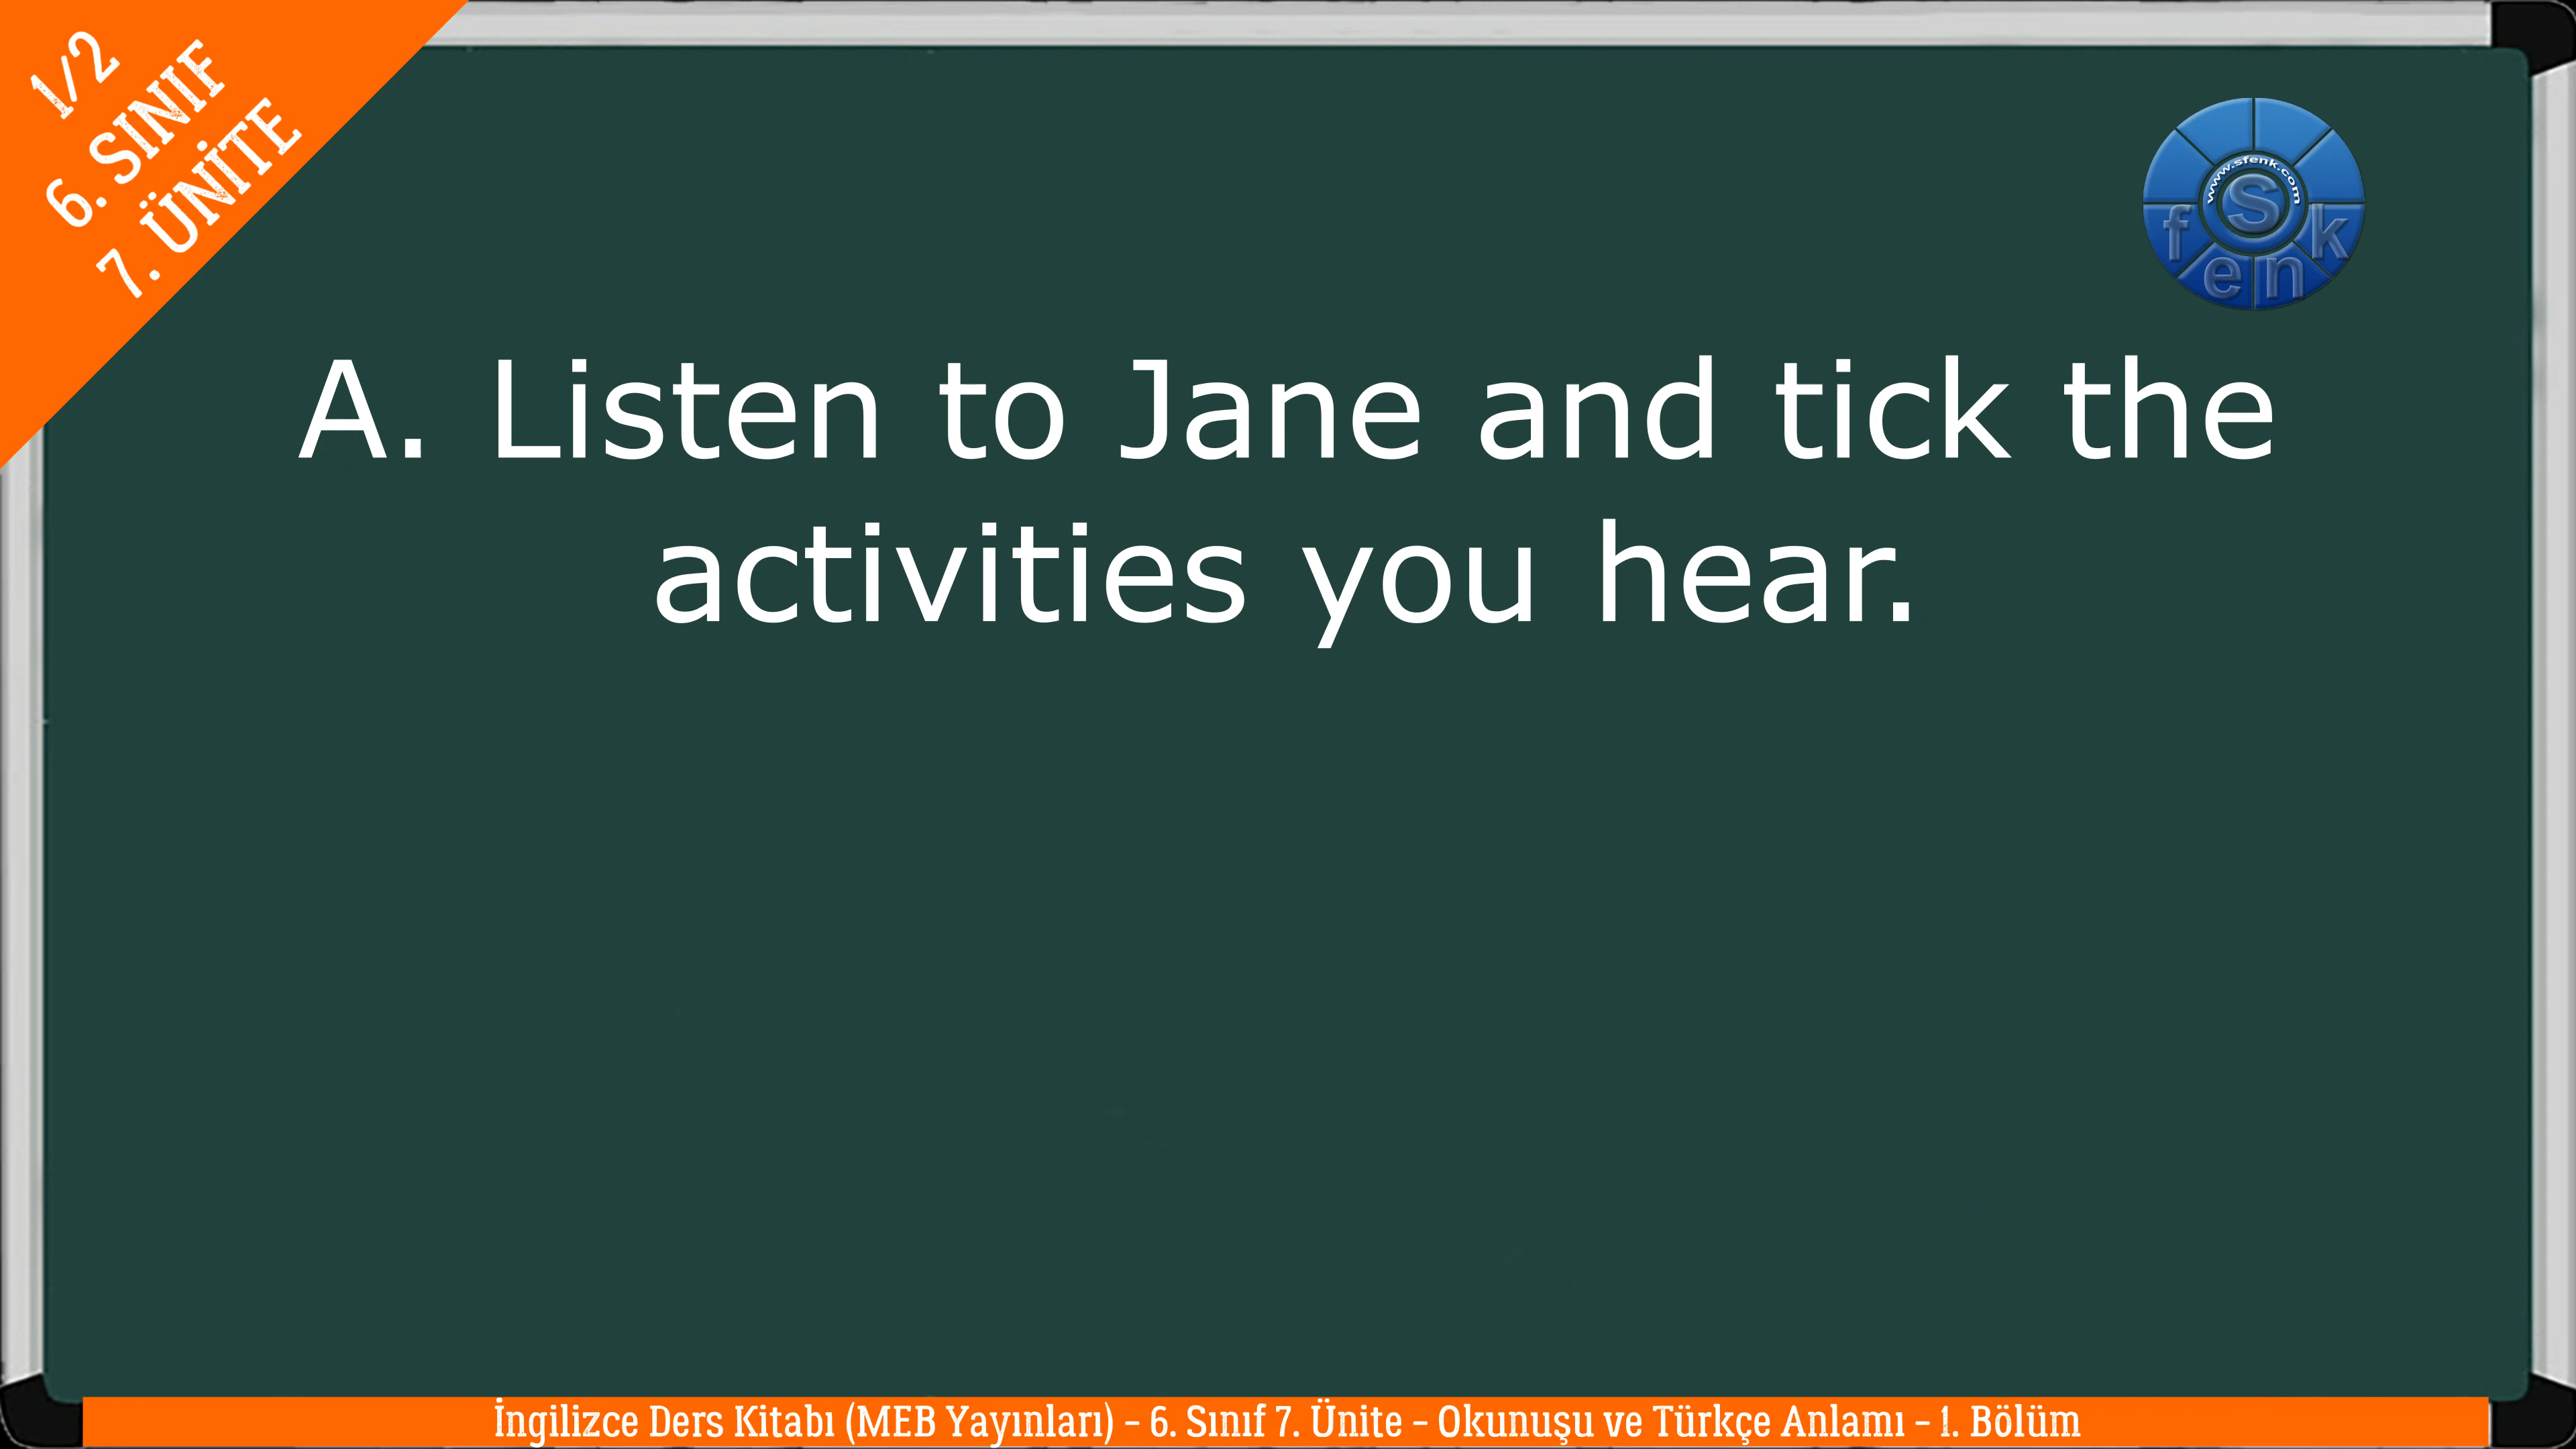 1/2
6. SINIF
7. ÜNİTE
www.sfenk.com
S
f e n k
A. Listen to Jane and tick the
activities you hear.
İngilizce Ders Kitabı (MEB Yayınları) – 6. Sınıf 7. Ünite – Okunuşu ve Türkçe Anlamı – 1. Bölüm